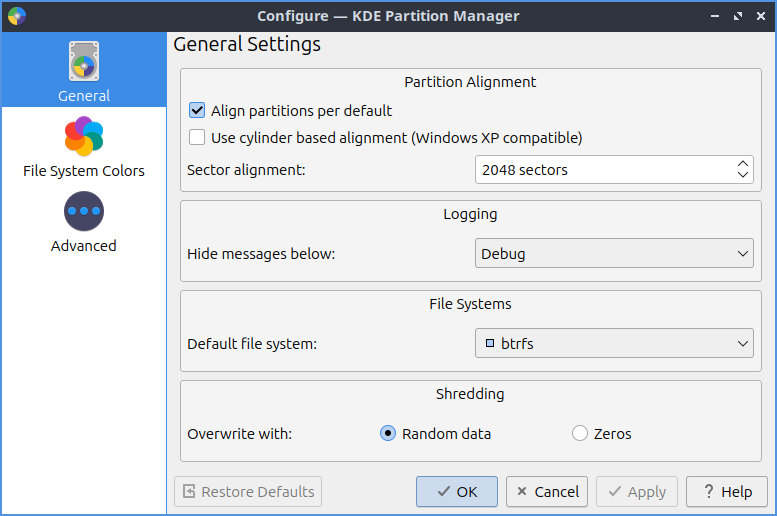 Configure — KDE Partition Manager
General
File System Colors
Advanced
General Settings
Partition Alignment
Align partitions per default
Use cylinder based alignment (Windows XP compatible)
Sector alignment: 2048 sectors
Logging
Hide messages below: Debug
File Systems
Default file system: btrfs
Shredding
Overwrite with: Random data Zeros
Restore Defaults OK Cancel Apply ? Help